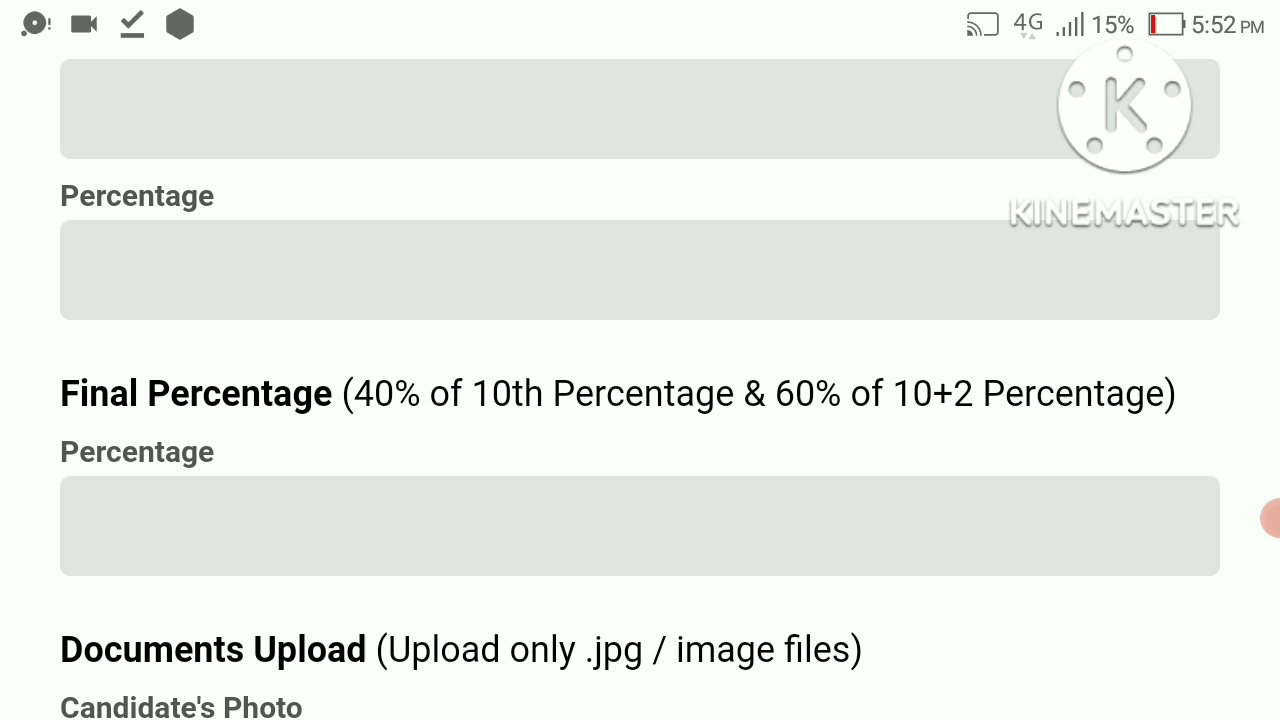 4G 15% 5:52 PM
K
KINEMASTER
Percentage
Final Percentage (40% of 10th Percentage & 60% of 10+2 Percentage)
Percentage
Documents Upload (Upload only .jpg / image files)
Candidate's Photo